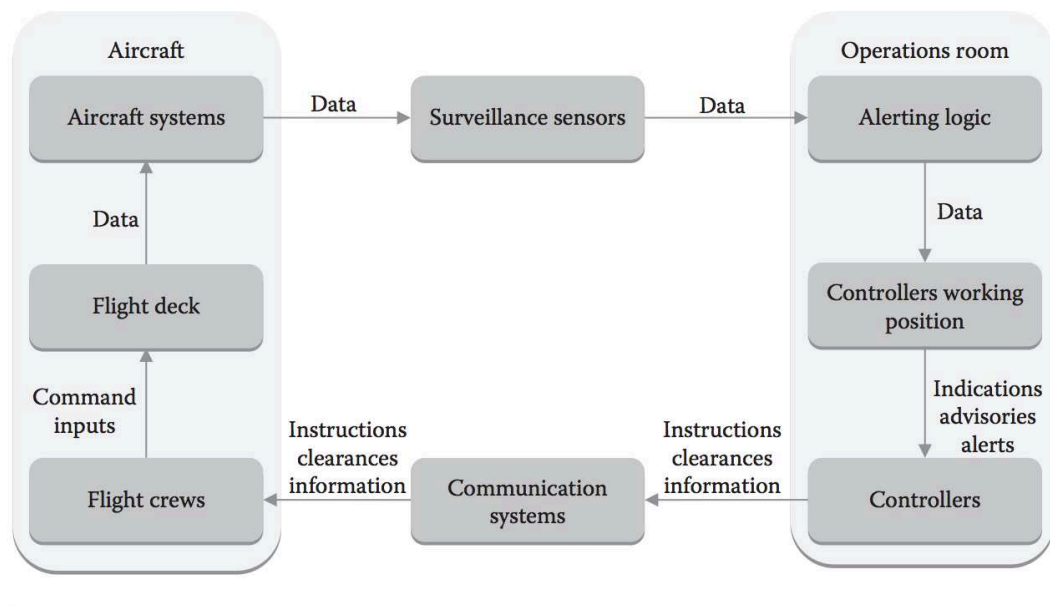 Aircraft
Operations room
Aircraft systems
Data
Surveillance sensors
Data
Alerting logic
Data
Data
Flight deck
Controllers working
position
Command
inputs
Indications
advisories
alerts
Instructions
clearances
information
Instructions
clearances
information
Flight crews
Communication
systems
Controllers